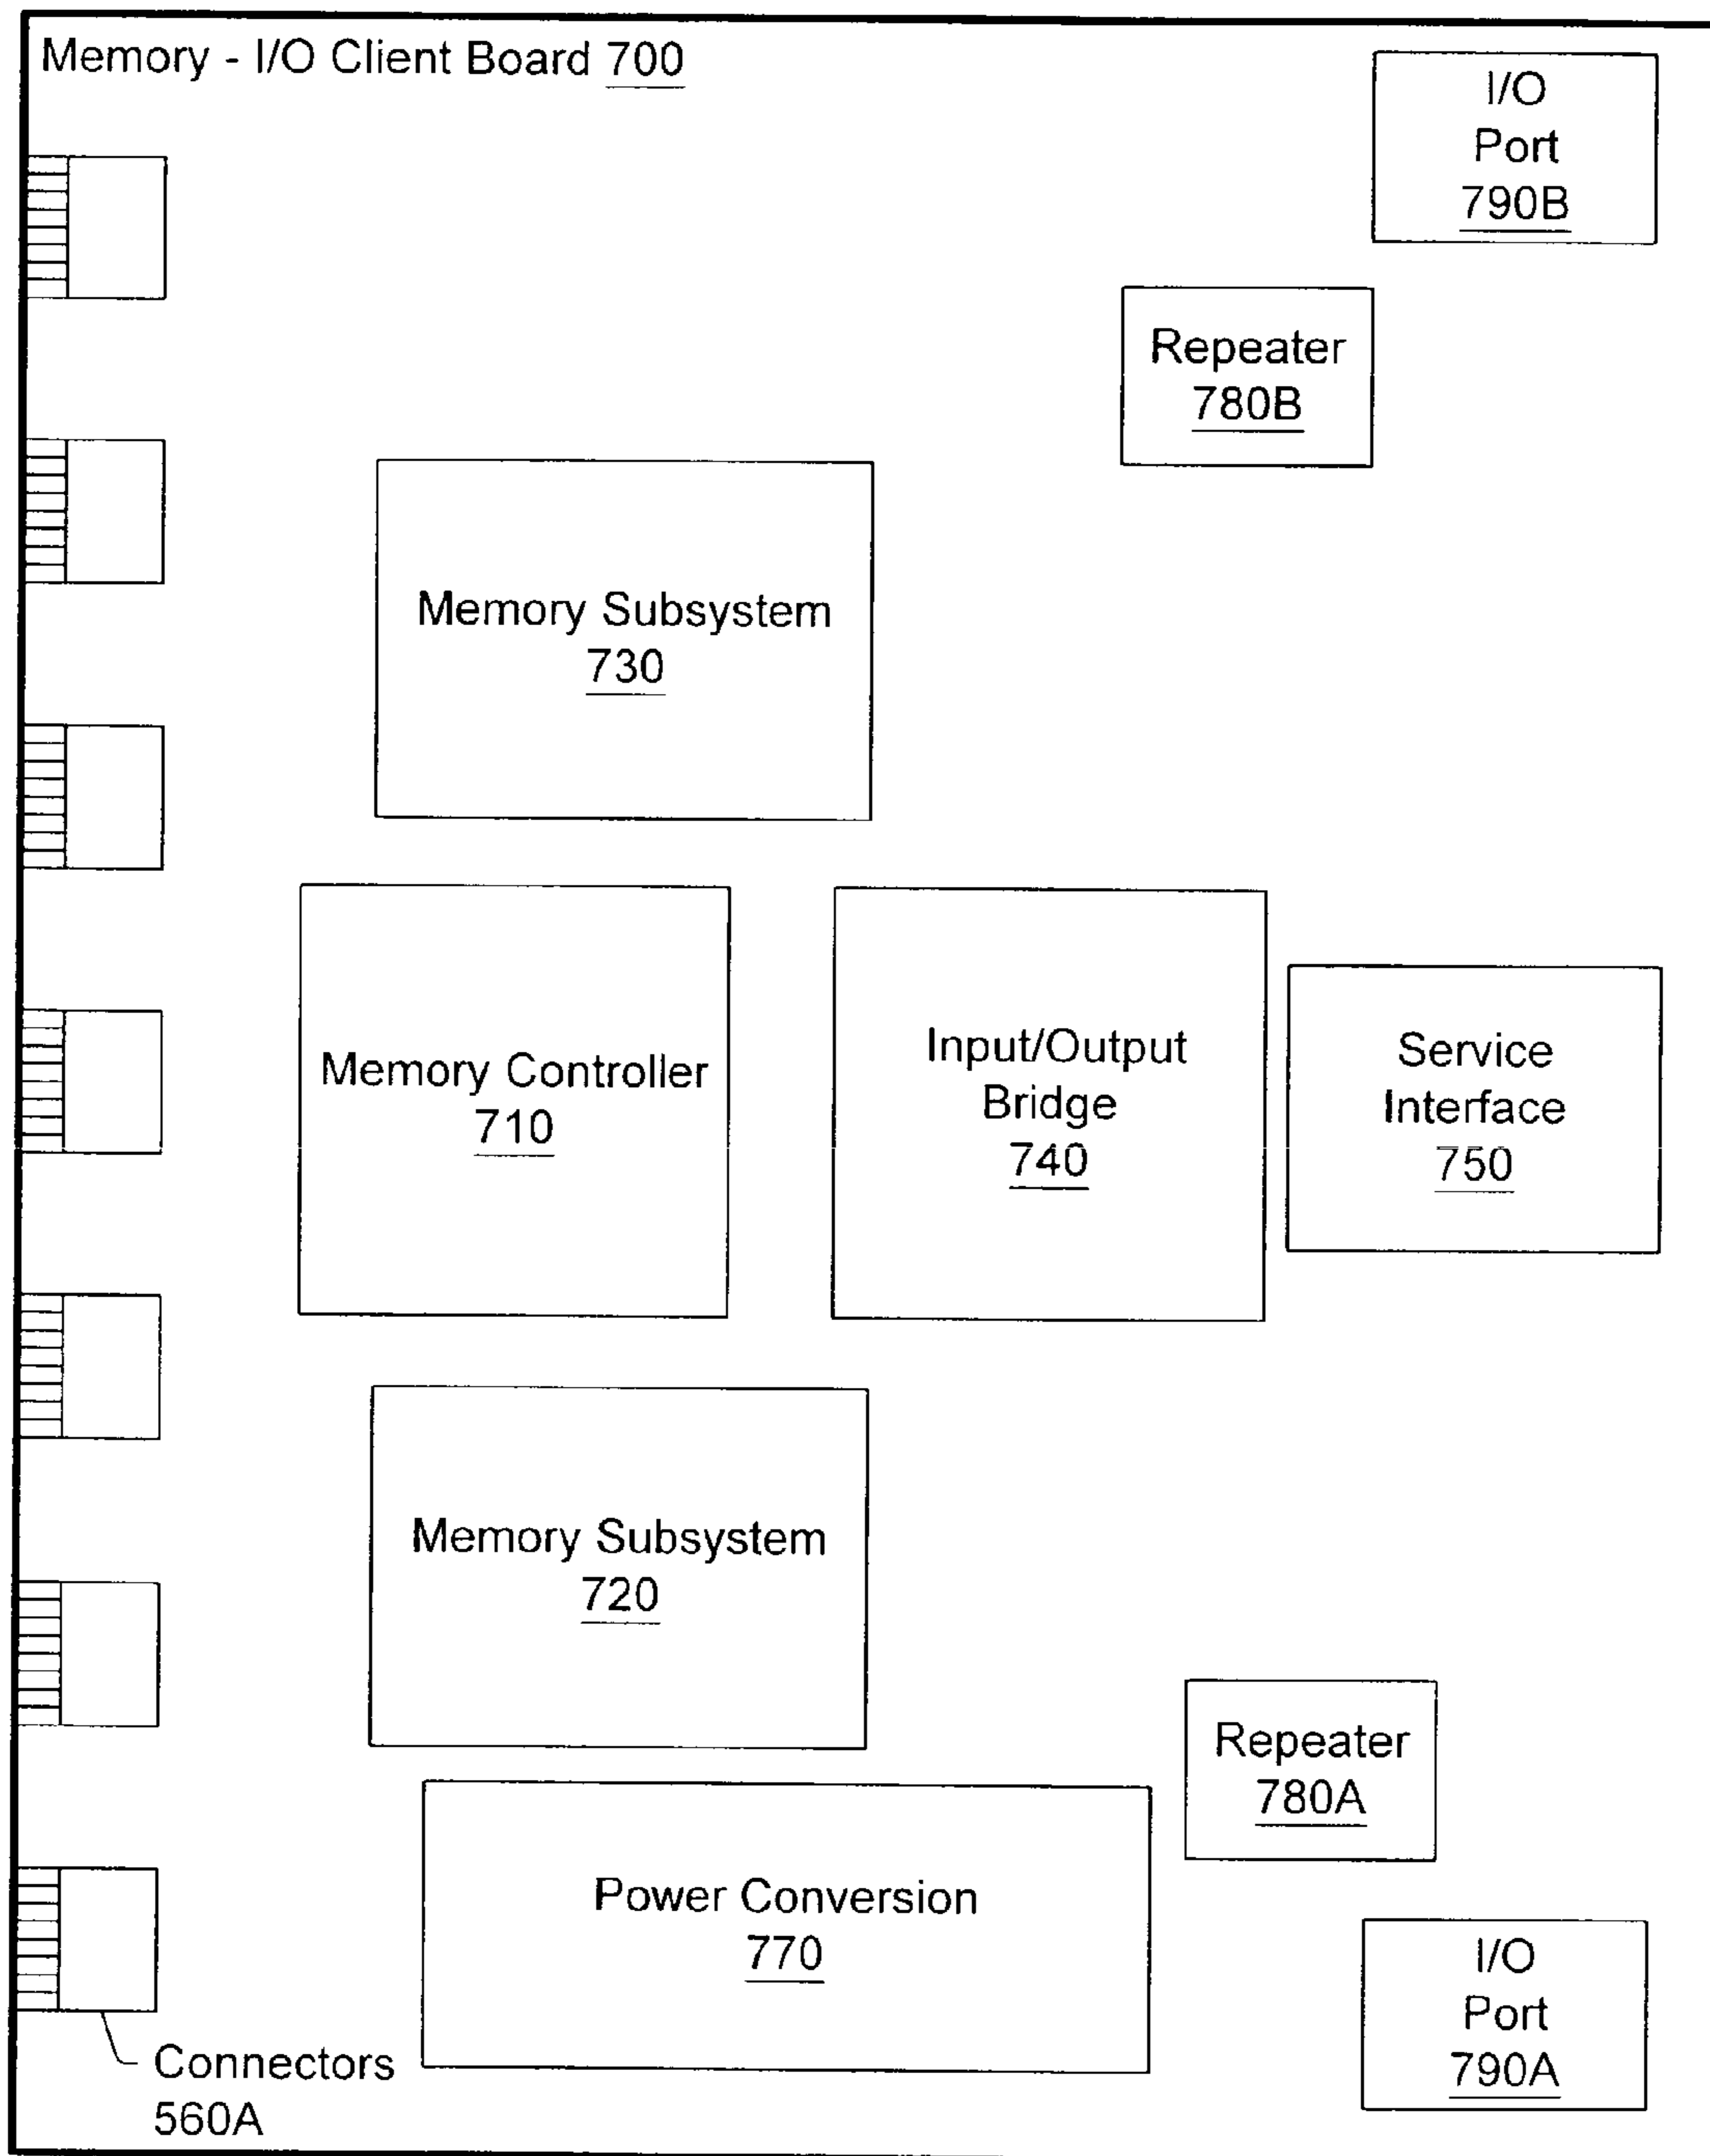 Memory - I/O Client Board 700
I/O
Port
790B
Repeater
780B
Memory Subsystem
730
Memory Controller
710
Input/Output
Bridge
740
Service
Interface
750
Memory Subsystem
720
Repeater
780A
Power Conversion
770
I/O
Port
790A
Connectors
560A